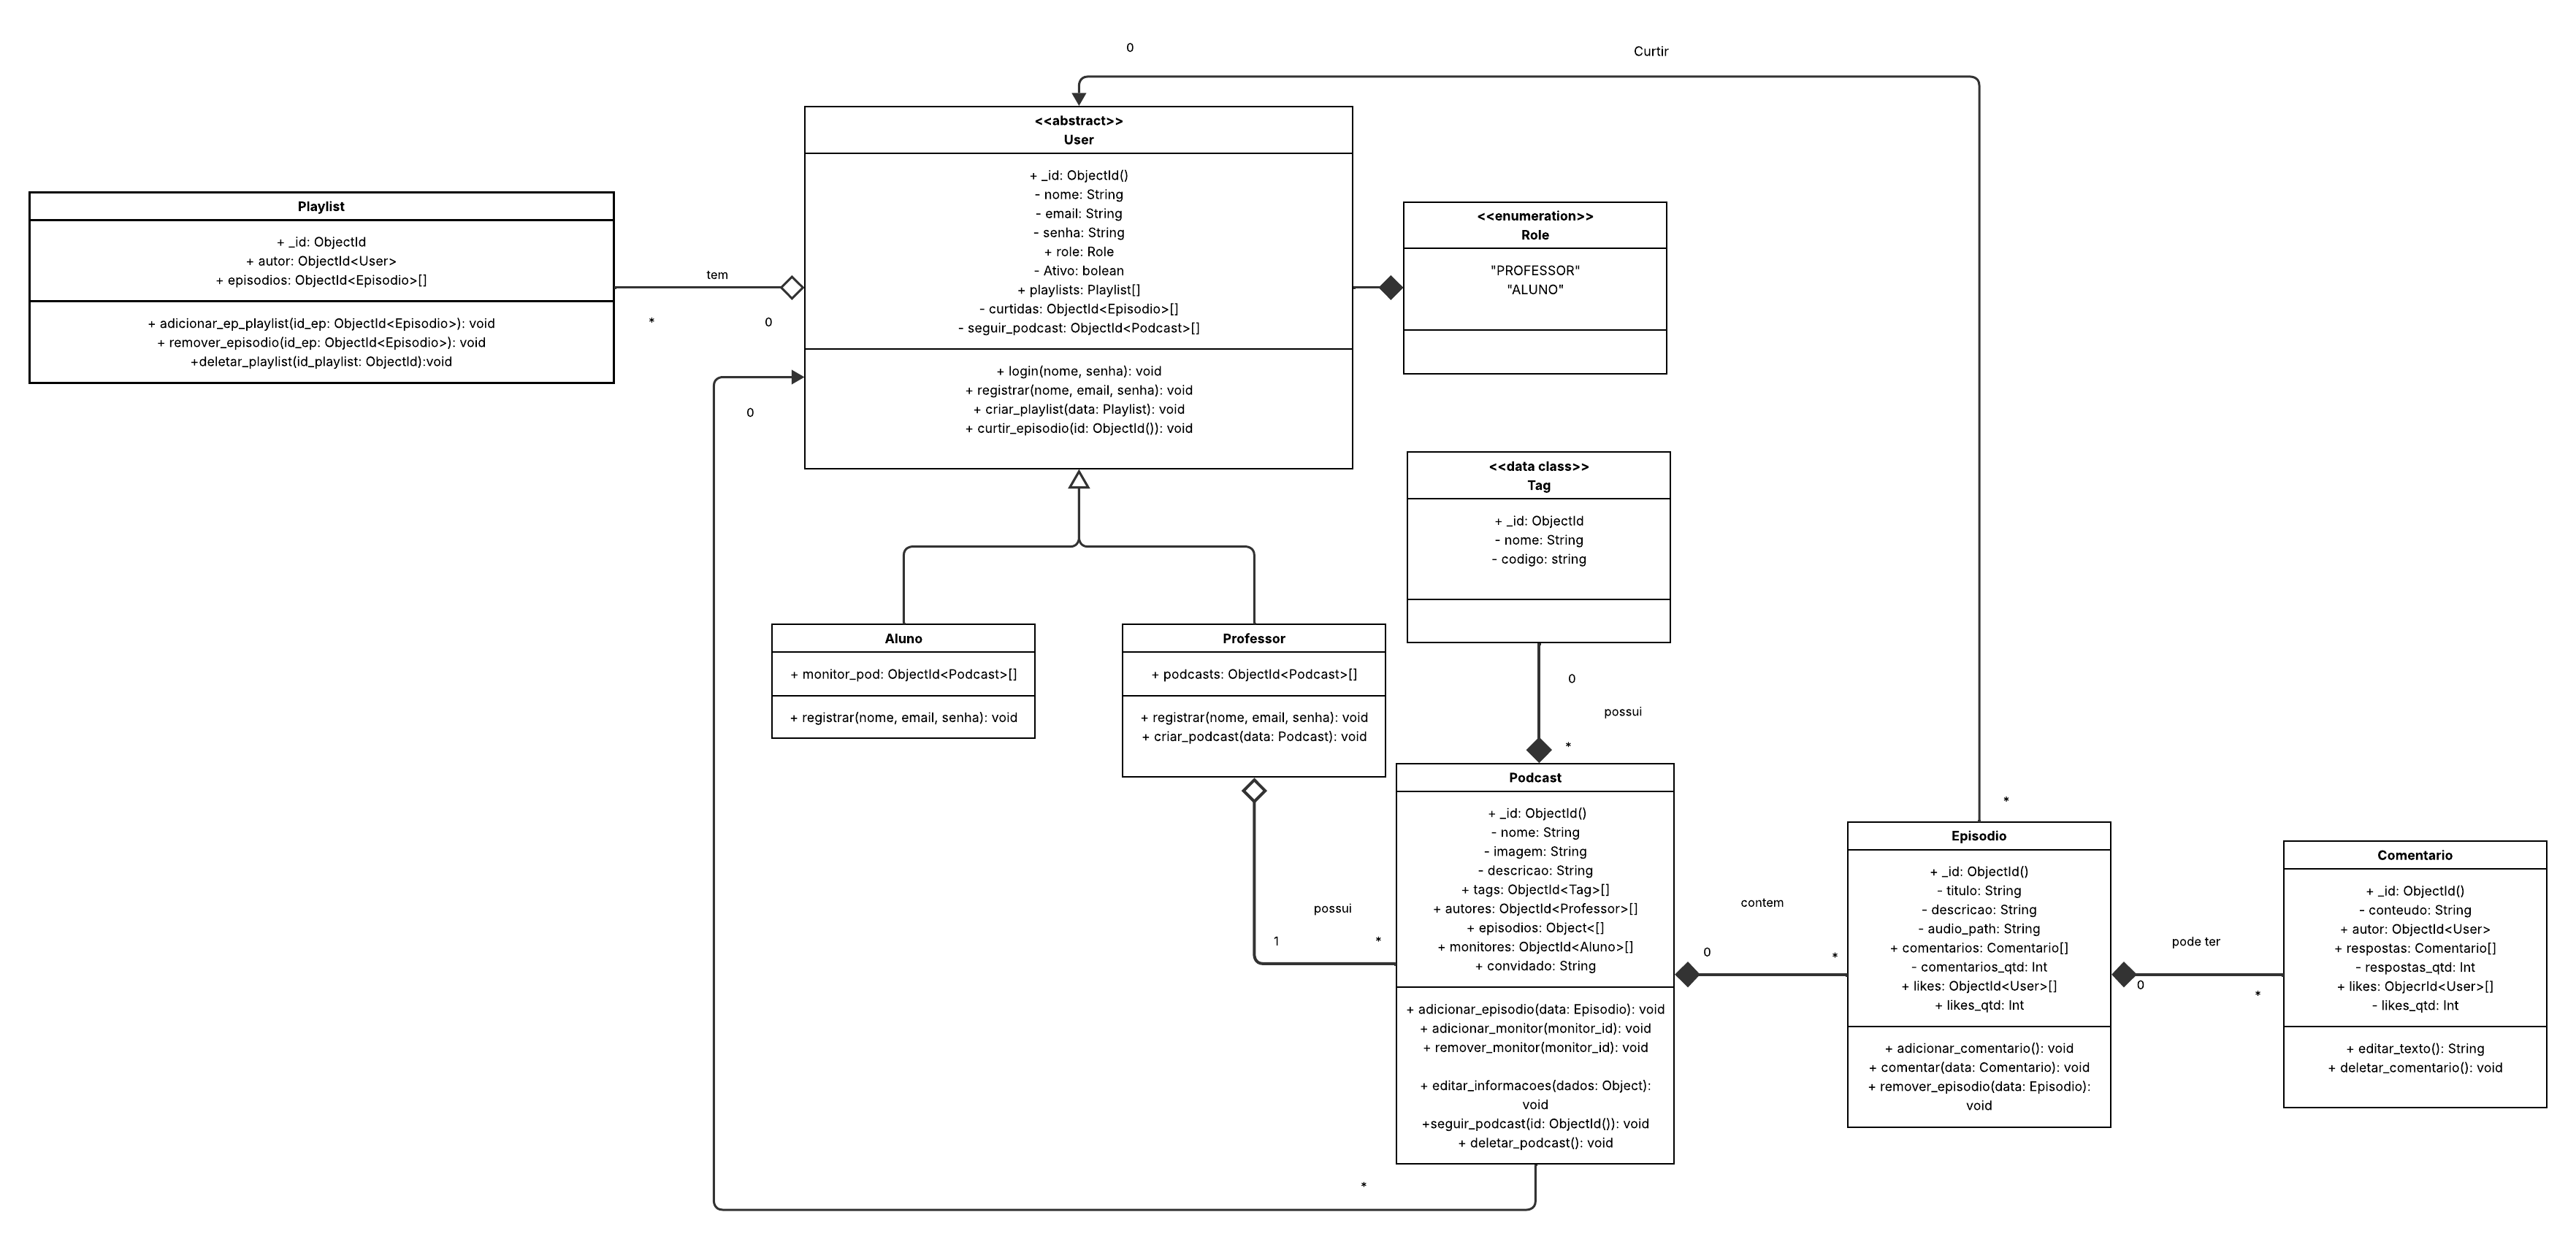 0
Curtir
<<abstract>>
User
+ _id: ObjectId()
- nome: String
- email: String
- senha: String
+ role: Role
- Ativo: bolean
+ playlists: Playlist[]
- curtidas: ObjectId<Episodio>[]
- seguir_podcast: ObjectId<Podcast>[]
+ login(nome, senha): void
+ registrar(nome, email, senha): void
+ criar_playlist(data: Playlist): void
+ curtir_episodio(id: ObjectId()): void
Playlist
+ _id: ObjectId
+ autor: ObjectId<User>
+ episodios: ObjectId<Episodio>[]
+ adicionar_ep_playlist(id_ep: ObjectId<Episodio>): void
+ remover_episodio(id_ep: ObjectId<Episodio>): void
+deletar_playlist(id_playlist: ObjectId):void
tem
*
0
0
<<enumeration>>
Role
"PROFESSOR"
"ALUNO"
<<data class>>
Tag
+ _id: ObjectId
- nome: String
- codigo: string
0
possui
*
Aluno
+ monitor_pod: ObjectId<Podcast>[]
+ registrar(nome, email, senha): void
Professor
+ podcasts: ObjectId<Podcast>[]
+ registrar(nome, email, senha): void
+ criar_podcast(data: Podcast): void
possui
1
*
Podcast
+ _id: ObjectId()
- nome: String
- imagem: String
- descricao: String
+ tags: ObjectId<Tag>[]
+ autores: ObjectId<Professor>[]
+ episodios: Object<[]
+ monitores: ObjectId<Aluno>[]
+ convidado: String
+ adicionar_episodio(data: Episodio): void
+ adicionar_monitor(monitor_id): void
+ remover_monitor(monitor_id): void
+ editar_informacoes(dados: Object):
void
+seguir_podcast(id: ObjectId()): void
+ deletar_podcast(): void
*
contem
0
*
*
Episodio
+ _id: ObjectId()
- titulo: String
- descricao: String
- audio_path: String
+ comentarios: Comentario[]
- comentarios_qtd: Int
+ likes: ObjectId<User>[]
+ likes_qtd: Int
+ adicionar_comentario(): void
+ comentar(data: Comentario): void
+ remover_episodio(data: Episodio):
void
pode ter
0
*
Comentario
+ _id: ObjectId()
- conteudo: String
+ autor: ObjectId<User>
+ respostas: Comentario[]
- respostas_qtd: Int
+ likes: ObjecrId<User>[]
- likes_qtd: Int
+ editar_texto(): String
+ deletar_comentario(): void